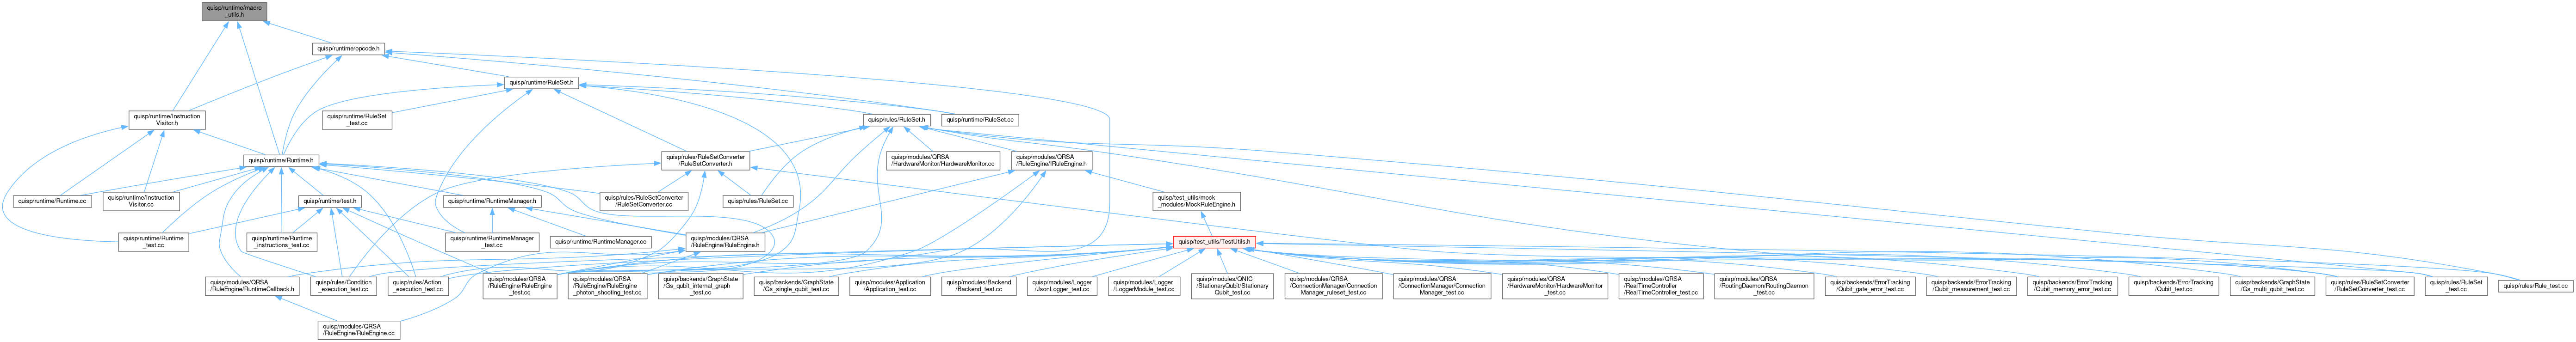 quisp/runtime/macro
_utils.h
quisp/runtime/opcode.h
quisp/runtime/RuleSet.h
quisp/runtime/Instruction
Visitor.h
quisp/runtime/RuleSet
_test.cc
quisp/rules/RuleSet.h
quisp/runtime/RuleSet.cc
quisp/runtime/Runtime.h
quisp/rules/RuleSetConverter
/RuleSetConverter.h
quisp/modules/QRSA
/HardwareMonitor/HardwareMonitor.cc
quisp/modules/QRSA
/RuleEngine/IRuleEngine.h
quisp/runtime/Runtime.cc
quisp/runtime/Instruction
Visitor.cc
quisp/runtime/test.h
quisp/runtime/RuntimeManager.h
quisp/rules/RuleSetConverter
/RuleSetConverter.cc
quisp/rules/RuleSet.cc
quisp/test_utils/mock
_modules/MockRuleEngine.h
quisp/runtime/Runtime
_test.cc
quisp/runtime/Runtime
_instructions_test.cc
quisp/runtime/RuntimeManager
_test.cc
quisp/runtime/RuntimeManager.cc
quisp/modules/QRSA
/RuleEngine/RuleEngine.h
quisp/test_utils/TestUtils.h
quisp/modules/QRSA
/RuleEngine/RuntimeCallback.h
quisp/rules/Condition
_execution_test.cc
quisp/rules/Action
_execution_test.cc
quisp/modules/QRSA
/RuleEngine/RuleEngine
_test.cc
quisp/modules/QRSA
/RuleEngine/RuleEngine
_photon_shooting_test.cc
quisp/backends/GraphState
/Gs_qubit_internal_graph
_test.cc
quisp/backends/GraphState
/Gs_single_qubit_test.cc
quisp/modules/Application
/Application_test.cc
quisp/modules/Backend
/Backend_test.cc
quisp/modules/Logger
/JsonLogger_test.cc
quisp/modules/Logger
/LoggerModule_test.cc
quisp/modules/QNIC
/StationaryQubit/Stationary
Qubit_test.cc
quisp/modules/QRSA
/ConnectionManager/Connection
Manager_ruleset_test.cc
quisp/modules/QRSA
/ConnectionManager/Connection
Manager_test.cc
quisp/modules/QRSA
/HardwareMonitor/HardwareMonitor
_test.cc
quisp/modules/QRSA
/RealTimeController
/RealTimeController_test.cc
quisp/modules/QRSA
/RoutingDaemon/RoutingDaemon
_test.cc
quisp/backends/ErrorTracking
/Qubit_gate_error_test.cc
quisp/backends/ErrorTracking
/Qubit_measurement_test.cc
quisp/backends/ErrorTracking
/Qubit_memory_error_test.cc
quisp/backends/ErrorTracking
/Qubit_test.cc
quisp/backends/GraphState
/Gs_multi_qubit_test.cc
quisp/rules/RuleSetConverter
/RuleSetConverter_test.cc
quisp/rules/RuleSet
_test.cc
quisp/rules/Rule_test.cc
quisp/modules/QRSA
/RuleEngine/RuleEngine.cc